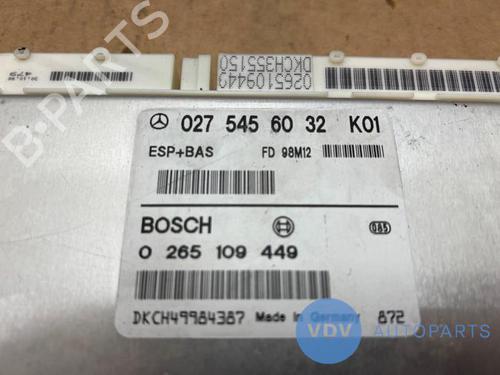 0265109449
DKCH355150
027 545 60 32 K01
ESP+BAS FD 98M12
BOSCH
0 265 109 449
DKCH49984387 Made in Germany 872
VDV AUTOPARTS
B-PARTS